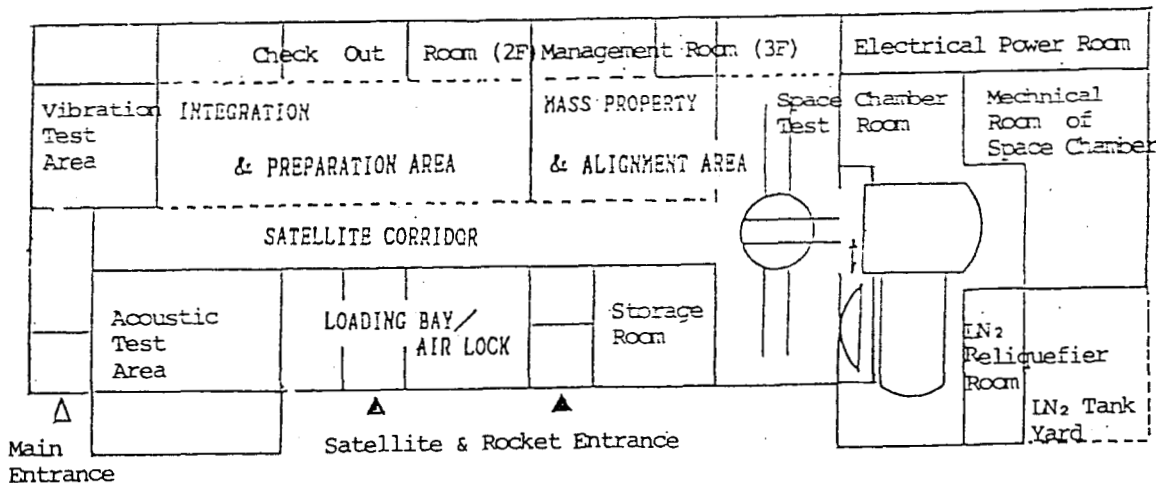 Check Out Room (2F) Management Room (3F) Electrical Power Room
Vibration
Test
Area
INTEGRATION
& PREPARATION AREA
MASS PROPERTY
& ALIGNMENT AREA
Space Chamber
Test Room
Mechnical
Room of
Space Chamber
SATELLITE CORRIDOR
Acoustic
Test
Area
LOADING BAY/
AIR LOCK
Storage
Room
LN₂
Reliquefier
Room
LN₂ Tank
Yard
Main
Entrance
Satellite & Rocket Entrance